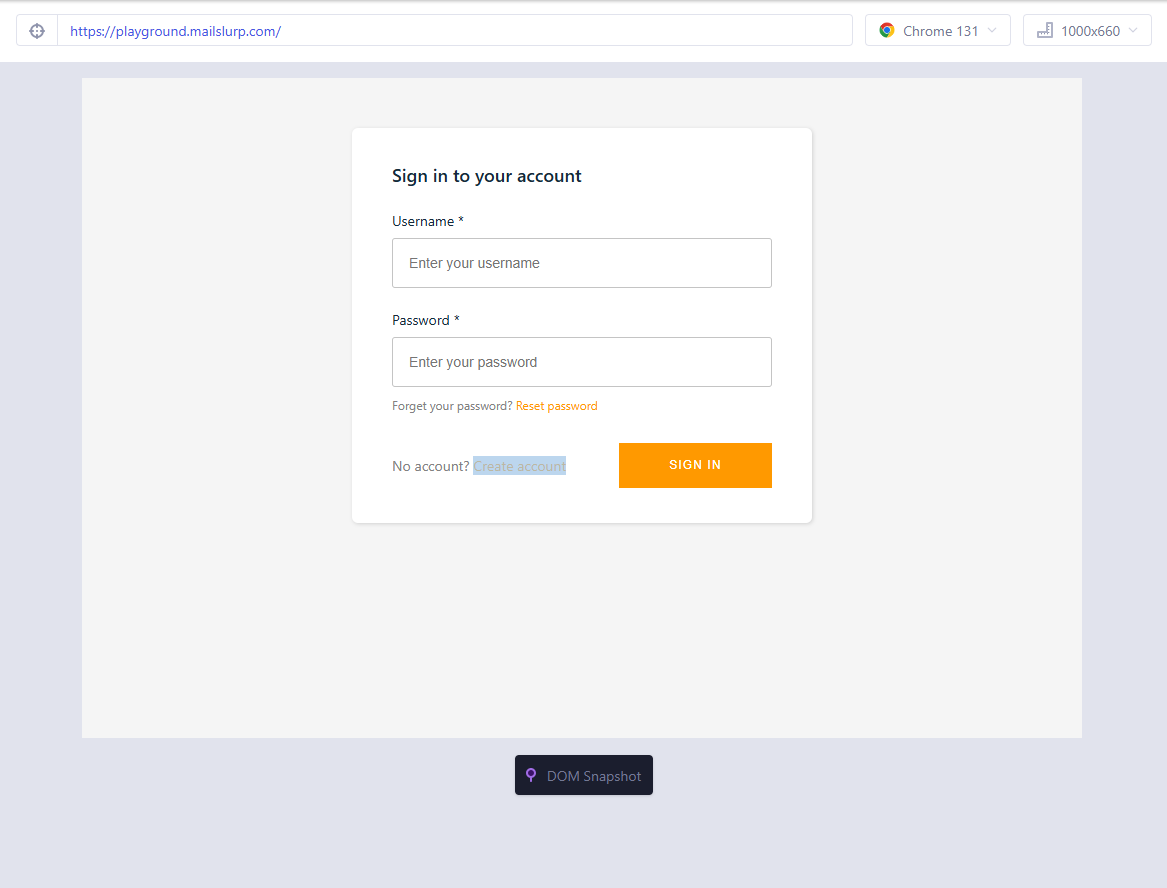 https://playground.mailslurp.com/
Chrome 131
1000x660
Sign in to your account
Username *
Enter your username
Password *
Enter your password
Forget your password? Reset password
No account? Create account
SIGN IN
DOM Snapshot